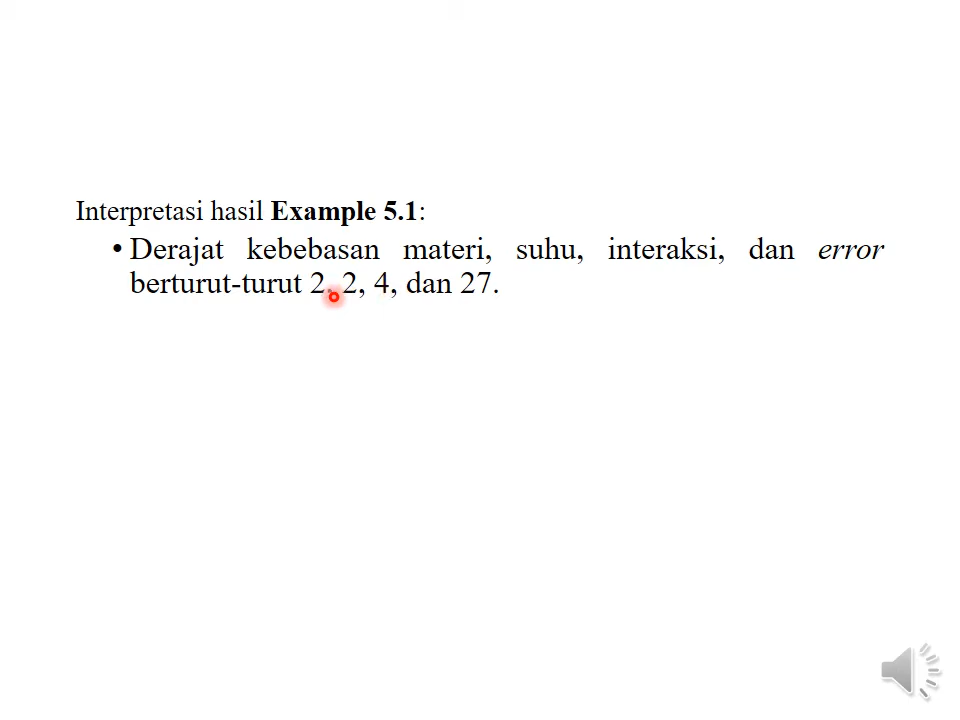 Interpretasi hasil Example 5.1:
• Derajat kebebasan materi, suhu, interaksi, dan error
berturut-turut 2, 2, 4, dan 27.